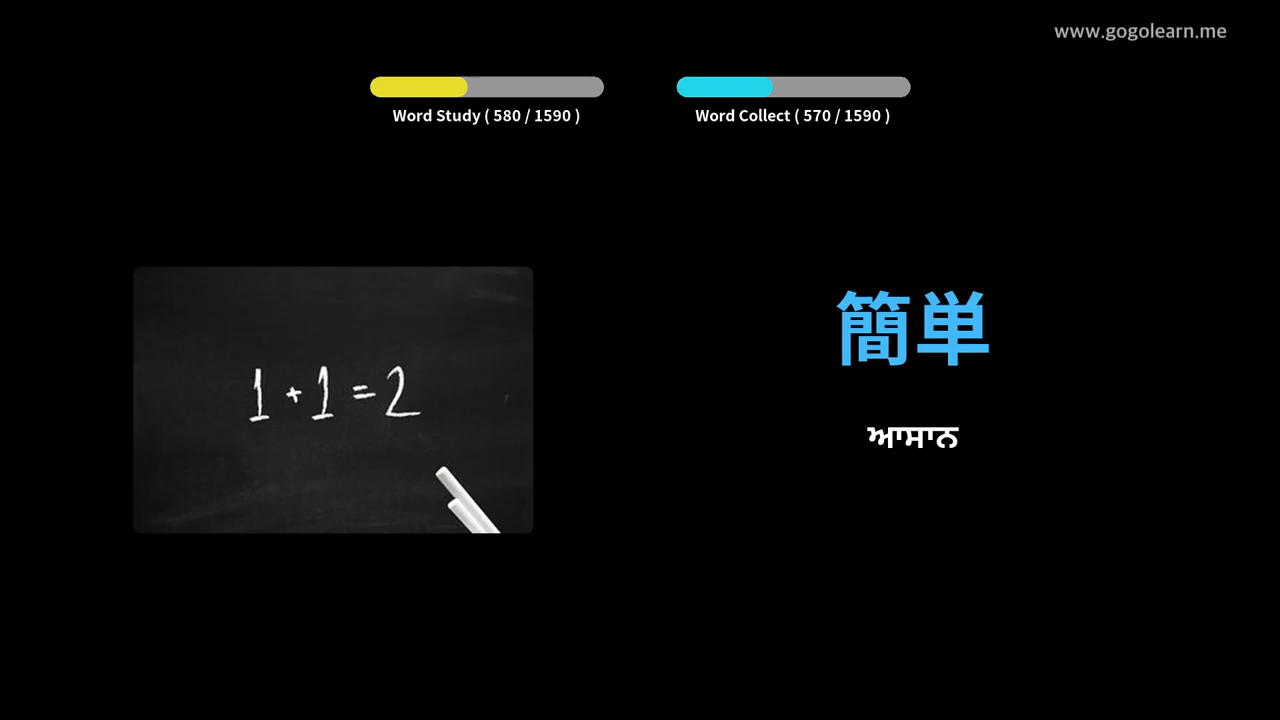 www.gogolearn.me
Word Study ( 580 / 1590 )
Word Collect ( 570 / 1590 )
1 + 1 = 2
簡単
ਆਸਾਨ